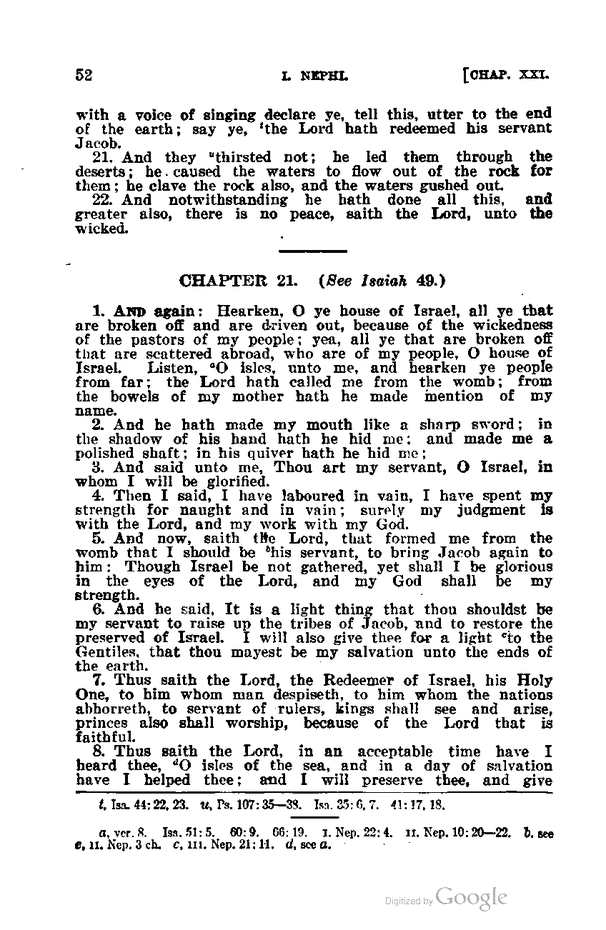 52 I. NEPHI. [CHAP. XXI.
with a voice of singing declare ye, tell this, utter to the end
of the earth; say ye, ᵗthe Lord hath redeemed his servant
Jacob.
21. And they ᵘthirsted not; he led them through the
deserts; he caused the waters to flow out of the rock for
them; he clave the rock also, and the waters gushed out.
22. And notwithstanding he hath done all this, and
greater also, there is no peace, saith the Lord, unto the
wicked.
CHAPTER 21. (See Isaiah 49.)
1. AND again: Hearken, O ye house of Israel, all ye that
are broken off and are driven out, because of the wickedness
of the pastors of my people; yea, all ye that are broken off
that are scattered abroad, who are of my people, O house of
Israel. Listen, ᵃO isles, unto me, and hearken ye people
from far; the Lord hath called me from the womb; from
the bowels of my mother hath he made mention of my
name.
2. And he hath made my mouth like a sharp sword; in
the shadow of his hand hath he hid me; and made me a
polished shaft; in his quiver hath he hid me;
3. And said unto me, Thou art my servant, O Israel, in
whom I will be glorified.
4. Then I said, I have laboured in vain, I have spent my
strength for naught and in vain; surely my judgment is
with the Lord, and my work with my God.
5. And now, saith the Lord, that formed me from the
womb that I should be ᵇhis servant, to bring Jacob again to
him: Though Israel be not gathered, yet shall I be glorious
in the eyes of the Lord, and my God shall be my
strength.
6. And he said, It is a light thing that thou shouldst be
my servant to raise up the tribes of Jacob, and to restore the
preserved of Israel. I will also give thee for a light ᶜto the
Gentiles, that thou mayest be my salvation unto the ends of
the earth.
7. Thus saith the Lord, the Redeemer of Israel, his Holy
One, to him whom man despiseth, to him whom the nations
abhorreth, to servant of rulers, kings shall see and arise,
princes also shall worship, because of the Lord that is
faithful.
8. Thus saith the Lord, in an acceptable time have I
heard thee, ᵈO isles of the sea, and in a day of salvation
have I helped thee; and I will preserve thee, and give
t, Isa. 44:22, 23. u, Ps. 107:35—38. Isa. 35:6, 7. 41:17, 18.
a, ver. 8. Isa. 51:5. 60:9. 66:19. I. Nep. 22:4. II. Nep. 10:20—22. b, see
e, II. Nep. 3 ch. c, III. Nep. 21:11. d, see a.
Digitized by Google